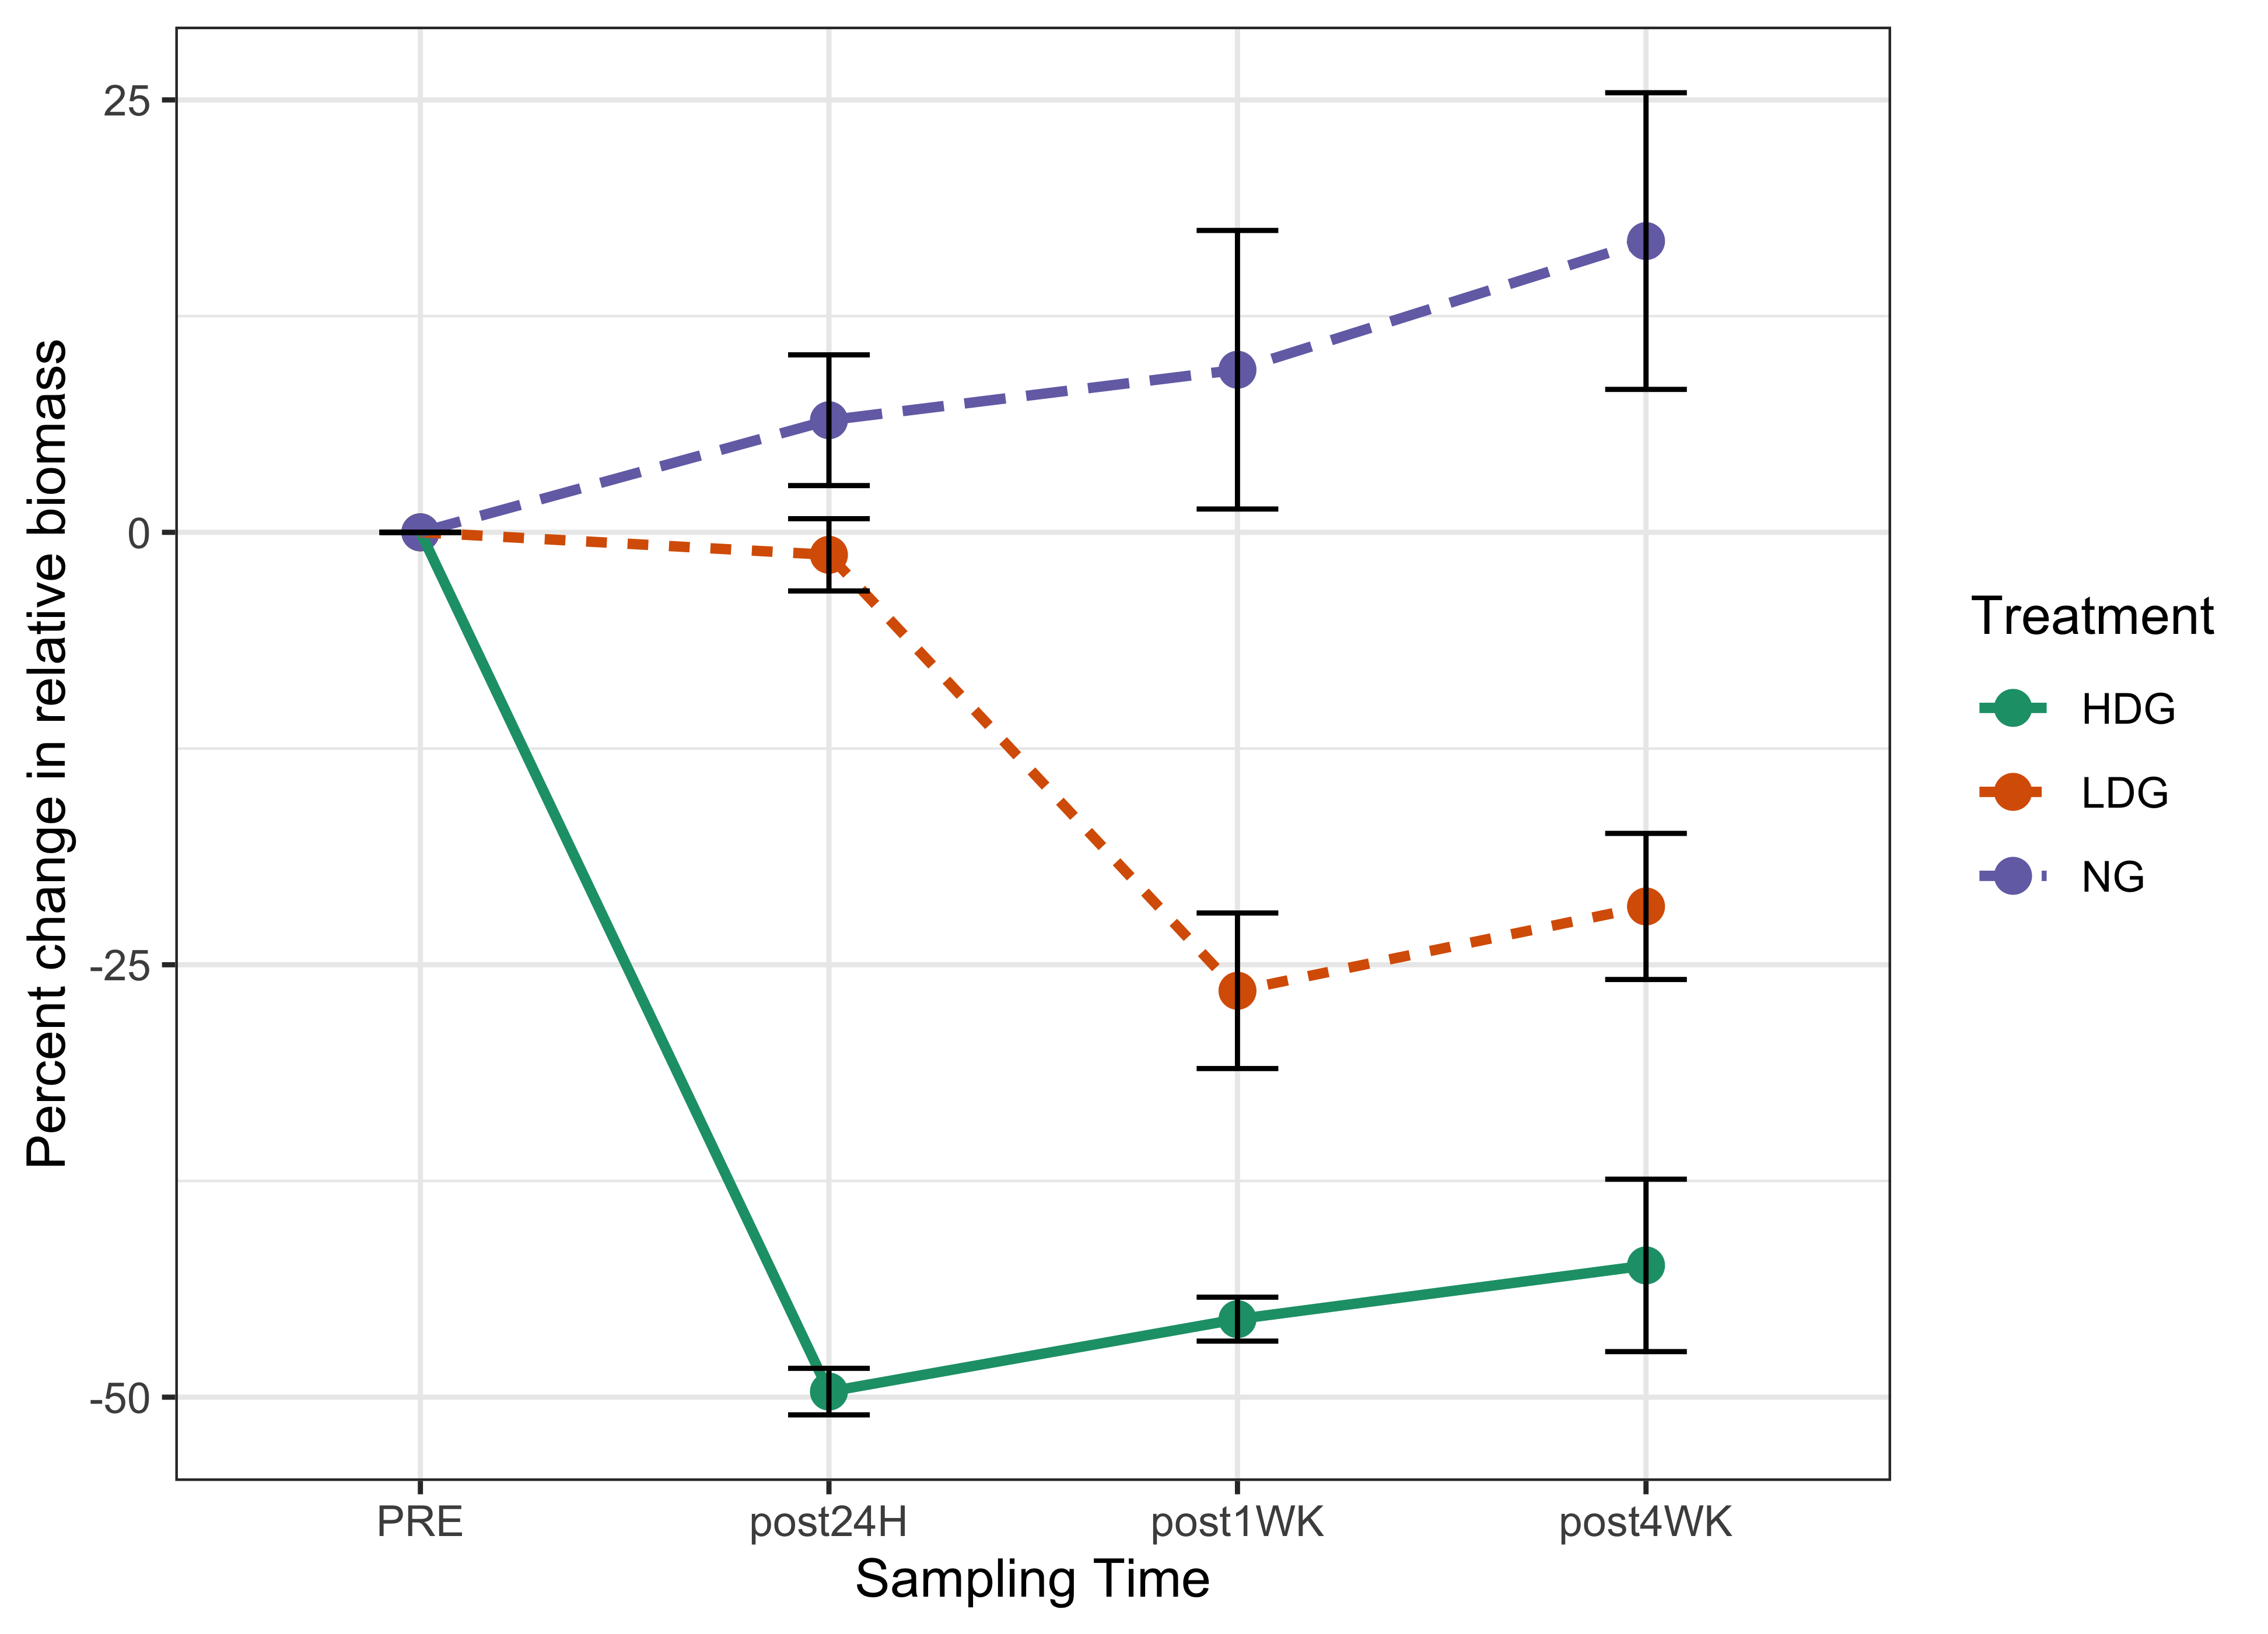 Percent change in relative biomass
25
0
-25
-50
PRE
post24H
post1WK
post4WK
Sampling Time
Treatment
HDG
LDG
NG